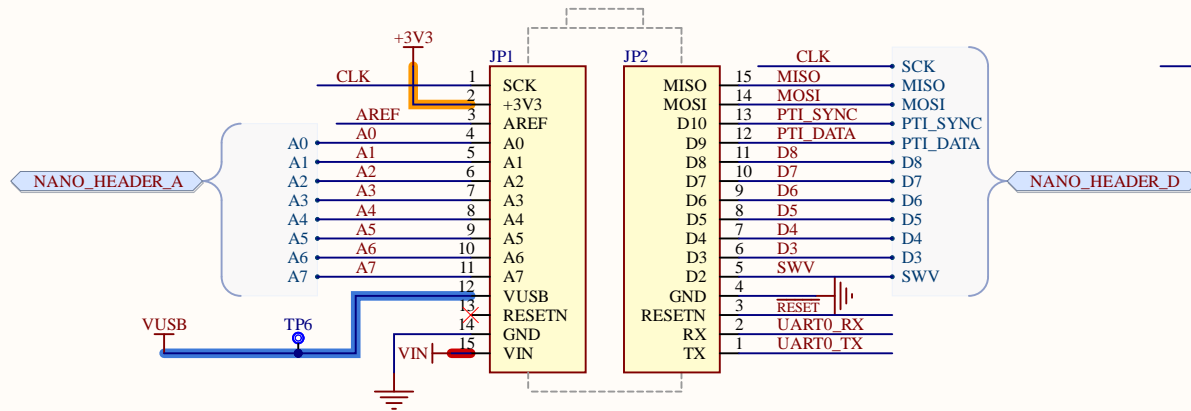 +3V3
JP1
JP2
CLK 1 SCK
2 +3V3
AREF 3 AREF
A0 A0 4 A0
A1 A1 5 A1
A2 A2 6 A2
A3 A3 7 A3
A4 A4 8 A4
A5 A5 9 A5
A6 A6 10 A6
A7 A7 11 A7
12 VUSB
13 RESETN
14 GND
VIN 15 VIN
NANO_HEADER_A
VUSB
TP6
CLK SCK
MISO 15 MISO MISO
MOSI 14 MOSI MOSI
D10 13 PTI_SYNC PTI_SYNC
D9 12 PTI_DATA PTI_DATA
D8 11 D8 D8
D7 10 D7 D7
D6 9 D6 D6
D5 8 D5 D5
D4 7 D4 D4
D3 6 D3 D3
D2 5 SWV SWV
GND 4
RESETN 3 RESET
RX 2 UART0_RX
TX 1 UART0_TX
NANO_HEADER_D